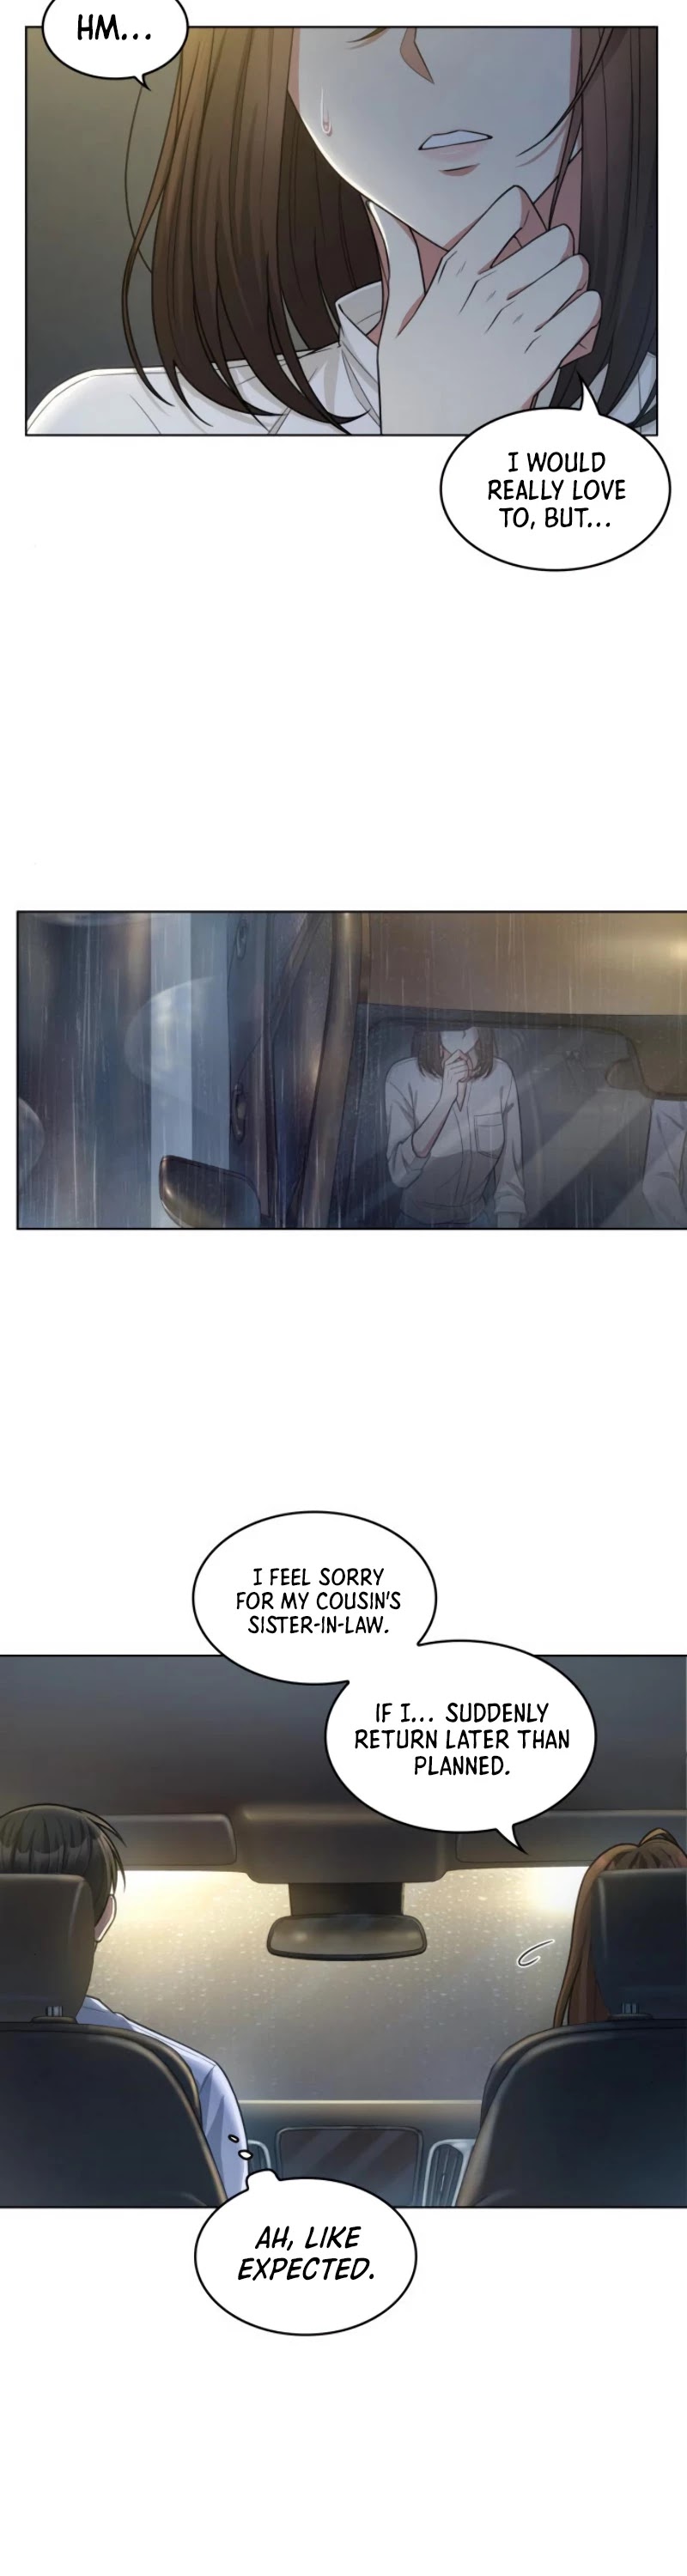 HM...
I WOULD
REALLY LOVE
TO, BUT...
I FEEL SORRY
FOR MY COUSIN'S
SISTER-IN-LAW.
IF I... SUDDENLY
RETURN LATER THAN
PLANNED.
AH, LIKE
EXPECTED.